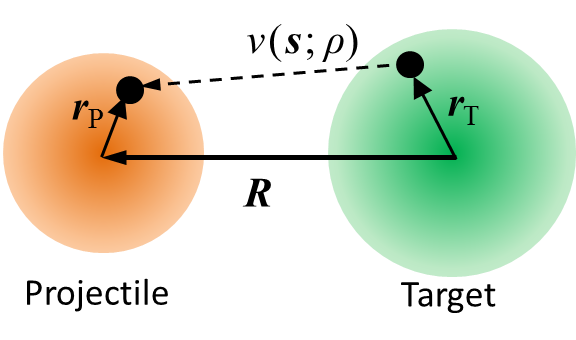 v(s; ρ)
r_P
r_T
R
Projectile
Target